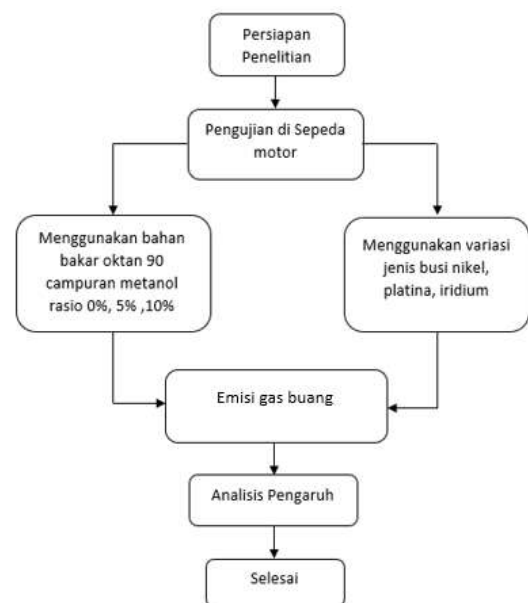 Persiapan
Penelitian
Pengujian di Sepeda
motor
Menggunakan bahan
bakar oktan 90
campuran metanol
rasio 0%, 5% ,10%
Menggunakan variasi
jenis busi nikel,
platina, iridium
Emisi gas buang
Analisis Pengaruh
Selesai